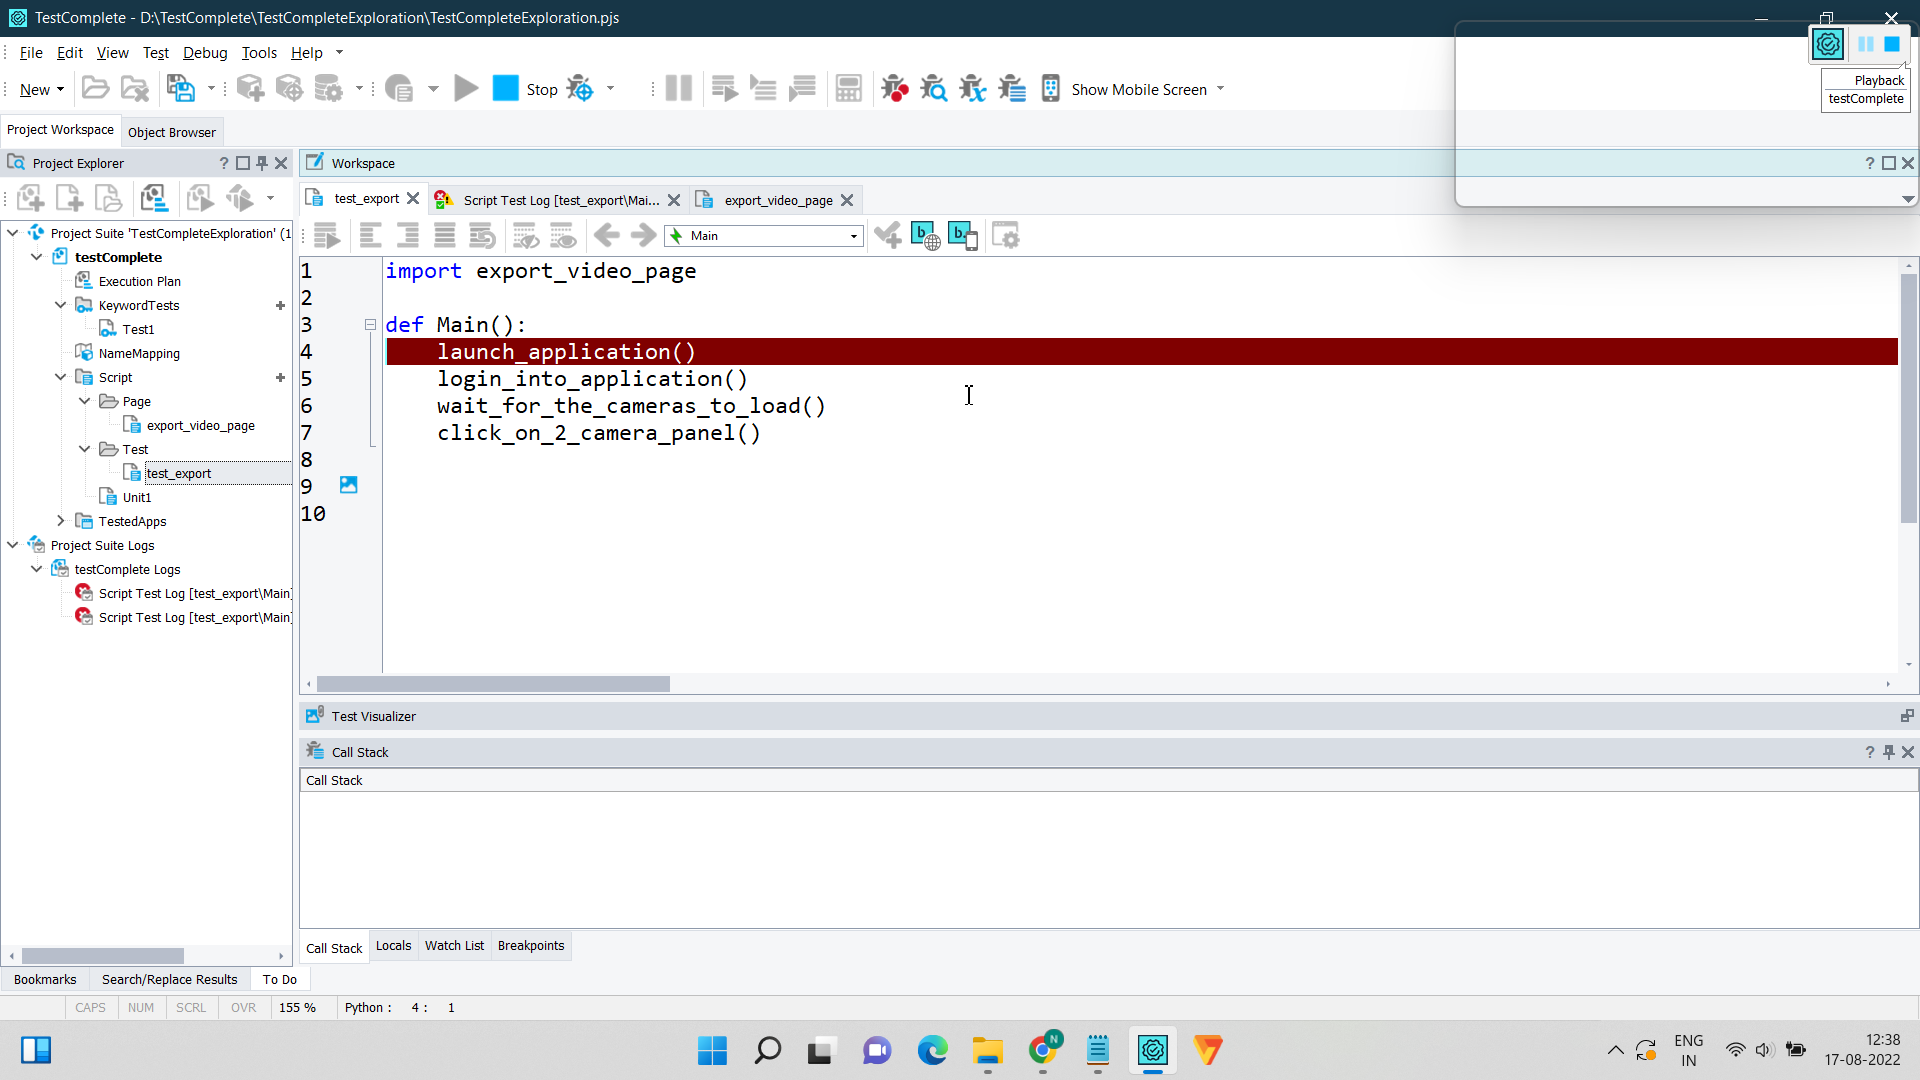 TestComplete - D:\TestComplete\TestCompleteExploration\TestCompleteExploration.pjs
File Edit View Test Debug Tools Help
New Stop Show Mobile Screen
Playback
testComplete
Project Workspace Object Browser
Project Explorer
Workspace
test_export Script Test Log [test_export\Mai... export_video_page
Main
Project Suite 'TestCompleteExploration' (1
testComplete
Execution Plan
KeywordTests
Test1
NameMapping
Script
Page
export_video_page
Test
test_export
Unit1
TestedApps
Project Suite Logs
testComplete Logs
Script Test Log [test_export\Main]
Script Test Log [test_export\Main]
1 import export_video_page
2
3 def Main():
4 launch_application()
5 login_into_application()
6 wait_for_the_cameras_to_load()
7 click_on_2_camera_panel()
8
9
10
Test Visualizer
Call Stack
Call Stack
Call Stack Locals Watch List Breakpoints
Bookmarks Search/Replace Results To Do
CAPS NUM SCRL OVR 155 % Python : 4 : 1
N
ENG
IN
12:38
17-08-2022